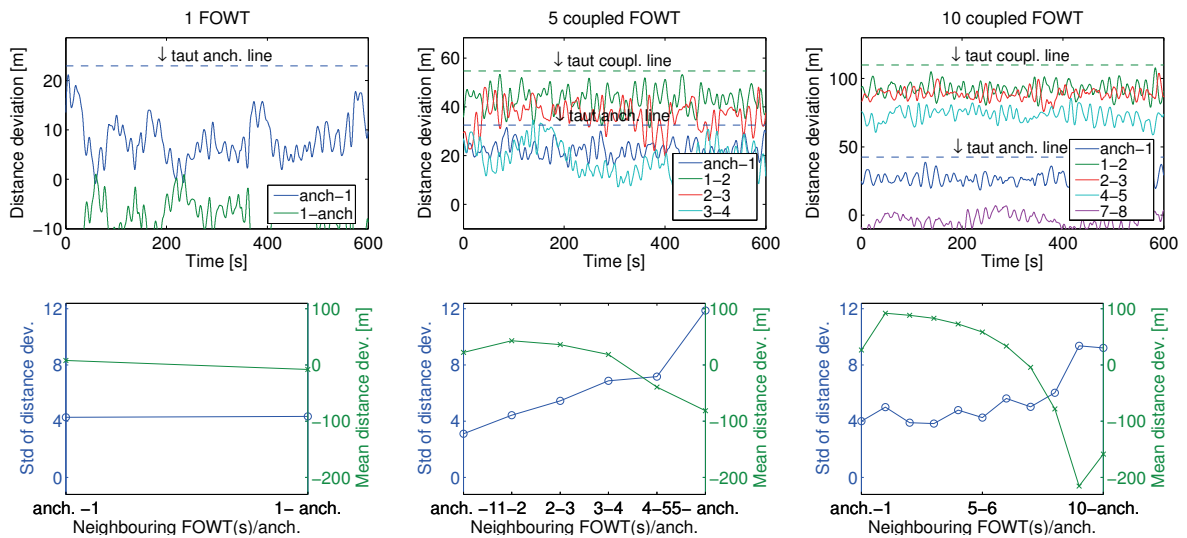 1 FOWT
Distance deviation [m]
20
10
0
−10
↓ taut anch. line
anch−1
1−anch
0
200
400
600
Time [s]
5 coupled FOWT
Distance deviation [m]
60
40
20
0
↓ taut coupl. line
↓ taut anch. line
anch−1
1−2
2−3
3−4
0
200
400
600
Time [s]
10 coupled FOWT
Distance deviation [m]
100
50
0
↓ taut coupl. line
↓ taut anch. line
anch−1
1−2
2−3
4−5
7−8
0
200
400
600
Time [s]
Std of distance dev.
12
8
4
0
100
0
−100
−200
Mean distance dev. [m]
anch. −1
1− anch.
Neighbouring FOWT(s)/anch.
Std of distance dev.
12
8
4
0
100
0
−100
−200
Mean distance dev. [m]
anch. −11−2
2−3
3−4
4−55− anch.
Neighbouring FOWT(s)/anch.
Std of distance dev.
12
8
4
0
100
0
−100
−200
Mean distance dev. [m]
anch.−1
5−6
10−anch.
Neighbouring FOWT(s)/anch.